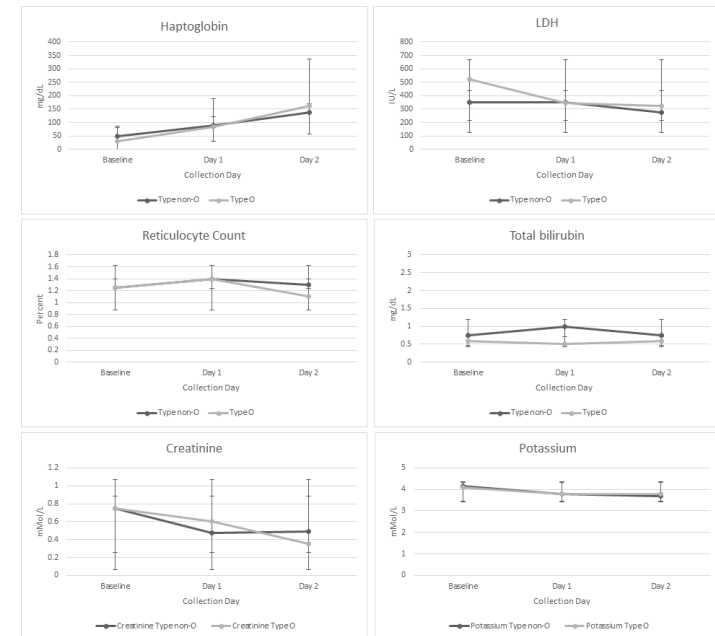 Haptoglobin
400
350
300
250
200
150
100
50
0
mg/dL
Baseline Day 1 Day 2
Collection Day
Type non-O Type O
LDH
800
700
600
500
400
300
200
100
0
IU/L
Baseline Day 1 Day 2
Collection Day
Type non-O Type O
Reticulocyte Count
1.8
1.6
1.4
1.2
1
0.8
0.6
0.4
0.2
0
Percent
Baseline Day 1 Day 2
Collection Day
Type non-O Type O
Total bilirubin
3
2.5
2
1.5
1
0.5
0
mg/dL
Baseline Day 1 Day 2
Collection Day
Type non-O Type O
Creatinine
1.2
1
0.8
0.6
0.4
0.2
0
mMol/L
Baseline Day 1 Day 2
Collection Day
Creatinine Type non-O Creatinine Type O
Potassium
5
4
3
2
1
0
mMol/L
Baseline Day 1 Day 2
Collection Day
Potassium Type non-O Potassium Type O